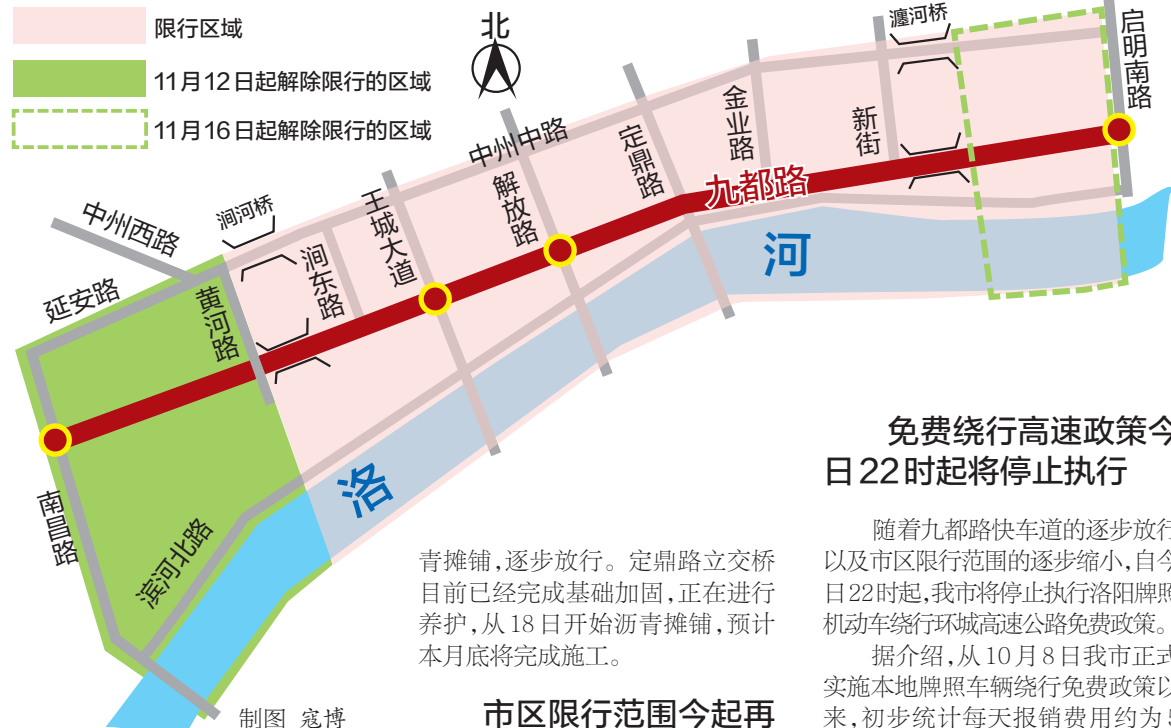 限行区域
11月12日起解除限行的区域
11月16日起解除限行的区域
北
瀍河桥
启明南路
金业路
新街
定鼎路
中州中路
解放路
九都路
王城大道
涧河桥
涧东路
中州西路
延安路
黄河路
河
洛
南昌路
滨河北路
制图 寇博
青摊铺，逐步放行。定鼎路立交桥
目前已经完成基础加固，正在进行
养护，从18日开始沥青摊铺，预计
本月底将完成施工。
市区限行范围今起再
免费绕行高速政策今
日22时起将停止执行
随着九都路快车道的逐步放行
以及市区限行范围的逐步缩小，自今
日22时起，我市将停止执行洛阳牌照
机动车绕行环城高速公路免费政策。
据介绍，从10月8日我市正式
实施本地牌照车辆绕行免费政策以
来，初步统计每天报销费用约为